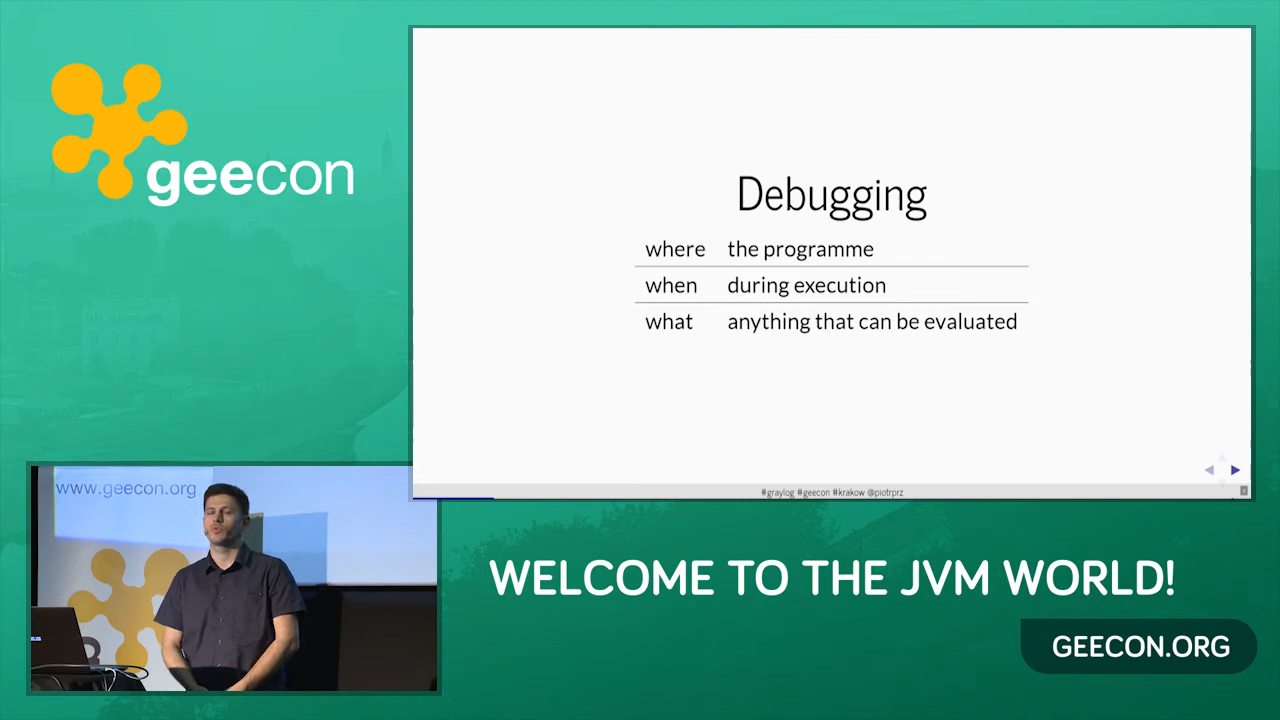 geecon
Debugging
where the programme
when during execution
what anything that can be evaluated
#graylog #geecon #krakow @piotrprz
www.geecon.org
WELCOME TO THE JVM WORLD!
GEECON.ORG